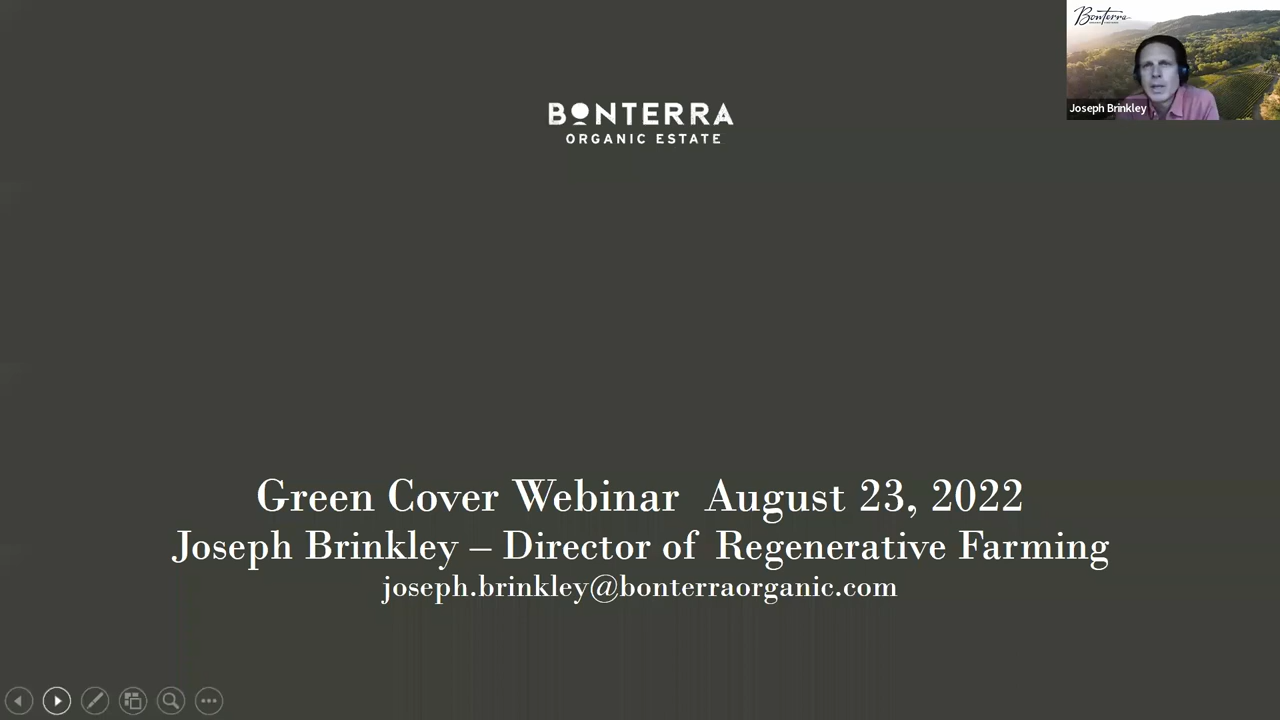 Bonterra
Joseph Brinkley
BONTERRA
ORGANIC ESTATE
Green Cover Webinar August 23, 2022
Joseph Brinkley – Director of Regenerative Farming
joseph.brinkley@bonterraorganic.com